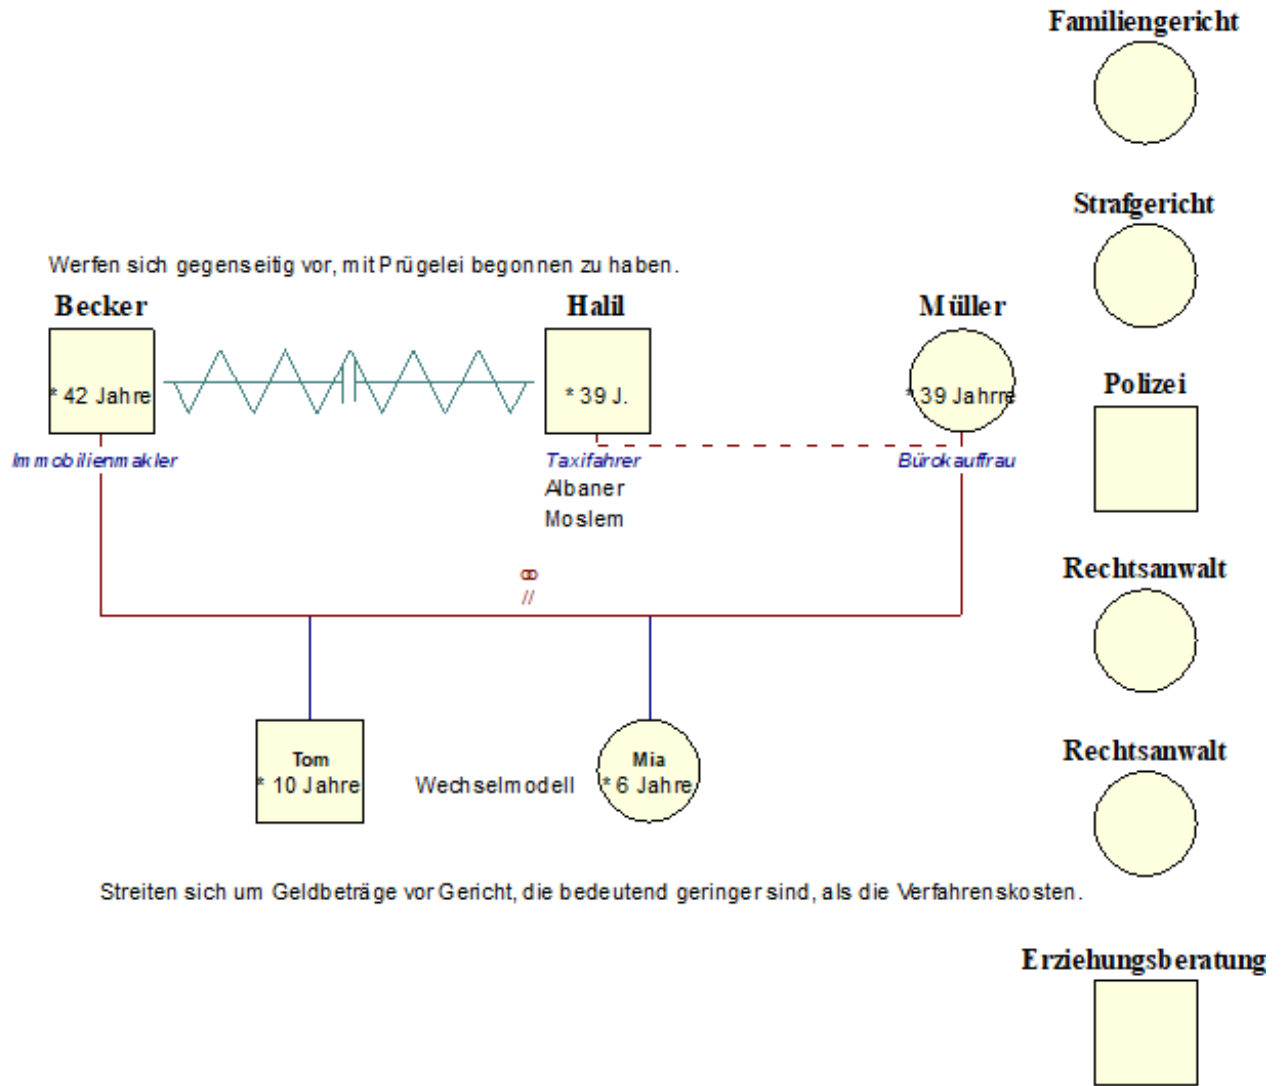 Familiengericht
Strafgericht
Werfen sich gegenseitig vor, mit Prügelei begonnen zu haben.
Becker
Halil
Müller
* 42 Jahre
* 39 J.
* 39 Jahrre
Polizei
Immobilienmakler
Taxifahrer
Bürokauffrau
Albaner
Moslem
Rechtsanwalt
ꝏ
//
Tom
* 10 Jahre
Wechselmodell
Mia
* 6 Jahre
Rechtsanwalt
Streiten sich um Geldbeträge vor Gericht, die bedeutend geringer sind, als die Verfahrenskosten.
Erziehungsberatung